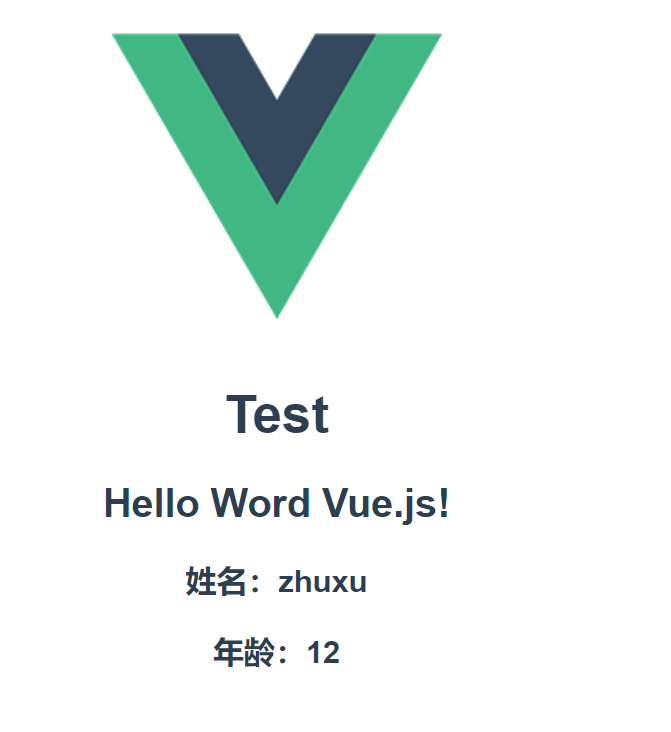 Test
Hello Word Vue.js!
姓名：zhuxu
年龄：12